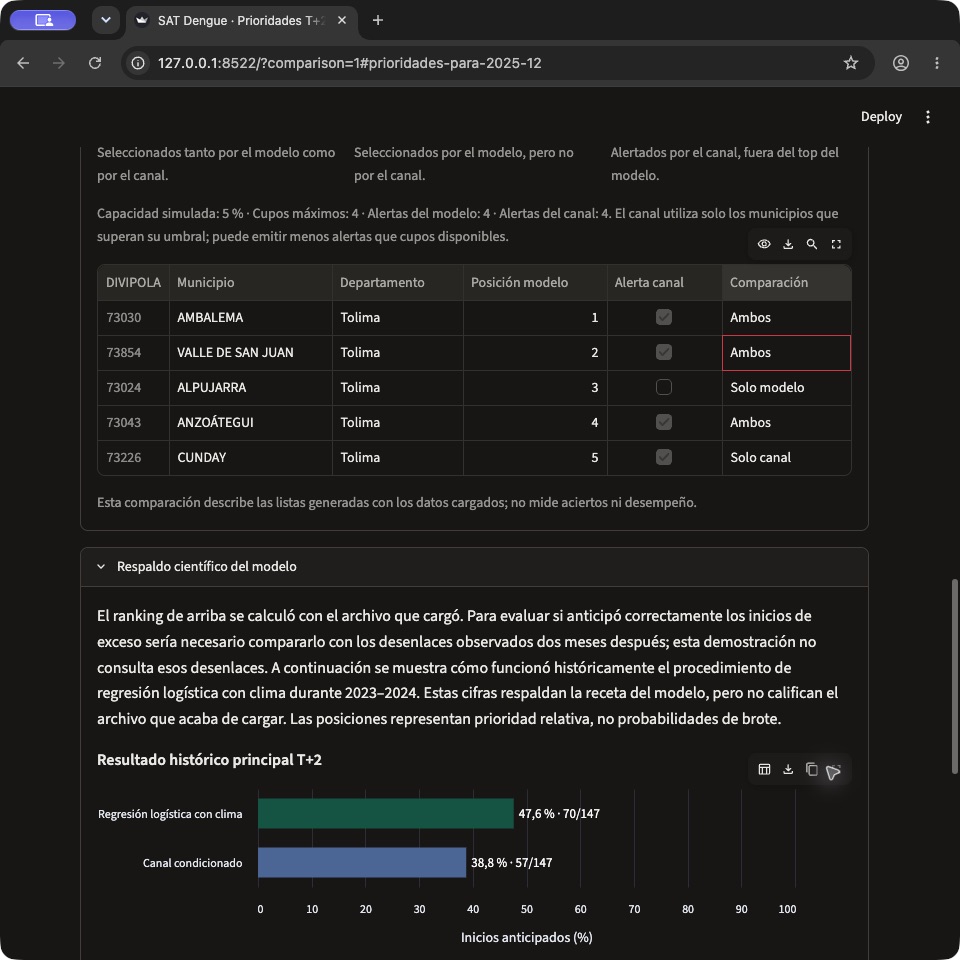 SAT Dengue · Prioridades T+2
127.0.0.1:8522/?comparison=1#prioridades-para-2025-12
Deploy
Seleccionados tanto por el modelo como por el canal.
Seleccionados por el modelo, pero no por el canal.
Alertados por el canal, fuera del top del modelo.
Capacidad simulada: 5 % · Cupos máximos: 4 · Alertas del modelo: 4 · Alertas del canal: 4. El canal utiliza solo los municipios que
superan su umbral; puede emitir menos alertas que cupos disponibles.
DIVIPOLA Municipio Departamento Posición modelo Alerta canal Comparación
73030 AMBALEMA Tolima 1 Ambos
73854 VALLE DE SAN JUAN Tolima 2 Ambos
73024 ALPUJARRA Tolima 3 Solo modelo
73043 ANZOÁTEGUI Tolima 4 Ambos
73226 CUNDAY Tolima 5 Solo canal
Esta comparación describe las listas generadas con los datos cargados; no mide aciertos ni desempeño.
Respaldo científico del modelo
El ranking de arriba se calculó con el archivo que cargó. Para evaluar si anticipó correctamente los inicios de
exceso sería necesario compararlo con los desenlaces observados dos meses después; esta demostración no
consulta esos desenlaces. A continuación se muestra cómo funcionó históricamente el procedimiento de
regresión logística con clima durante 2023–2024. Estas cifras respaldan la receta del modelo, pero no califican el
archivo que acaba de cargar. Las posiciones representan prioridad relativa, no probabilidades de brote.
Resultado histórico principal T+2
Regresión logística con clima 47,6 % · 70/147
Canal condicionado 38,8 % · 57/147
0 10 20 30 40 50 60 70 80 90 100
Inicios anticipados (%)